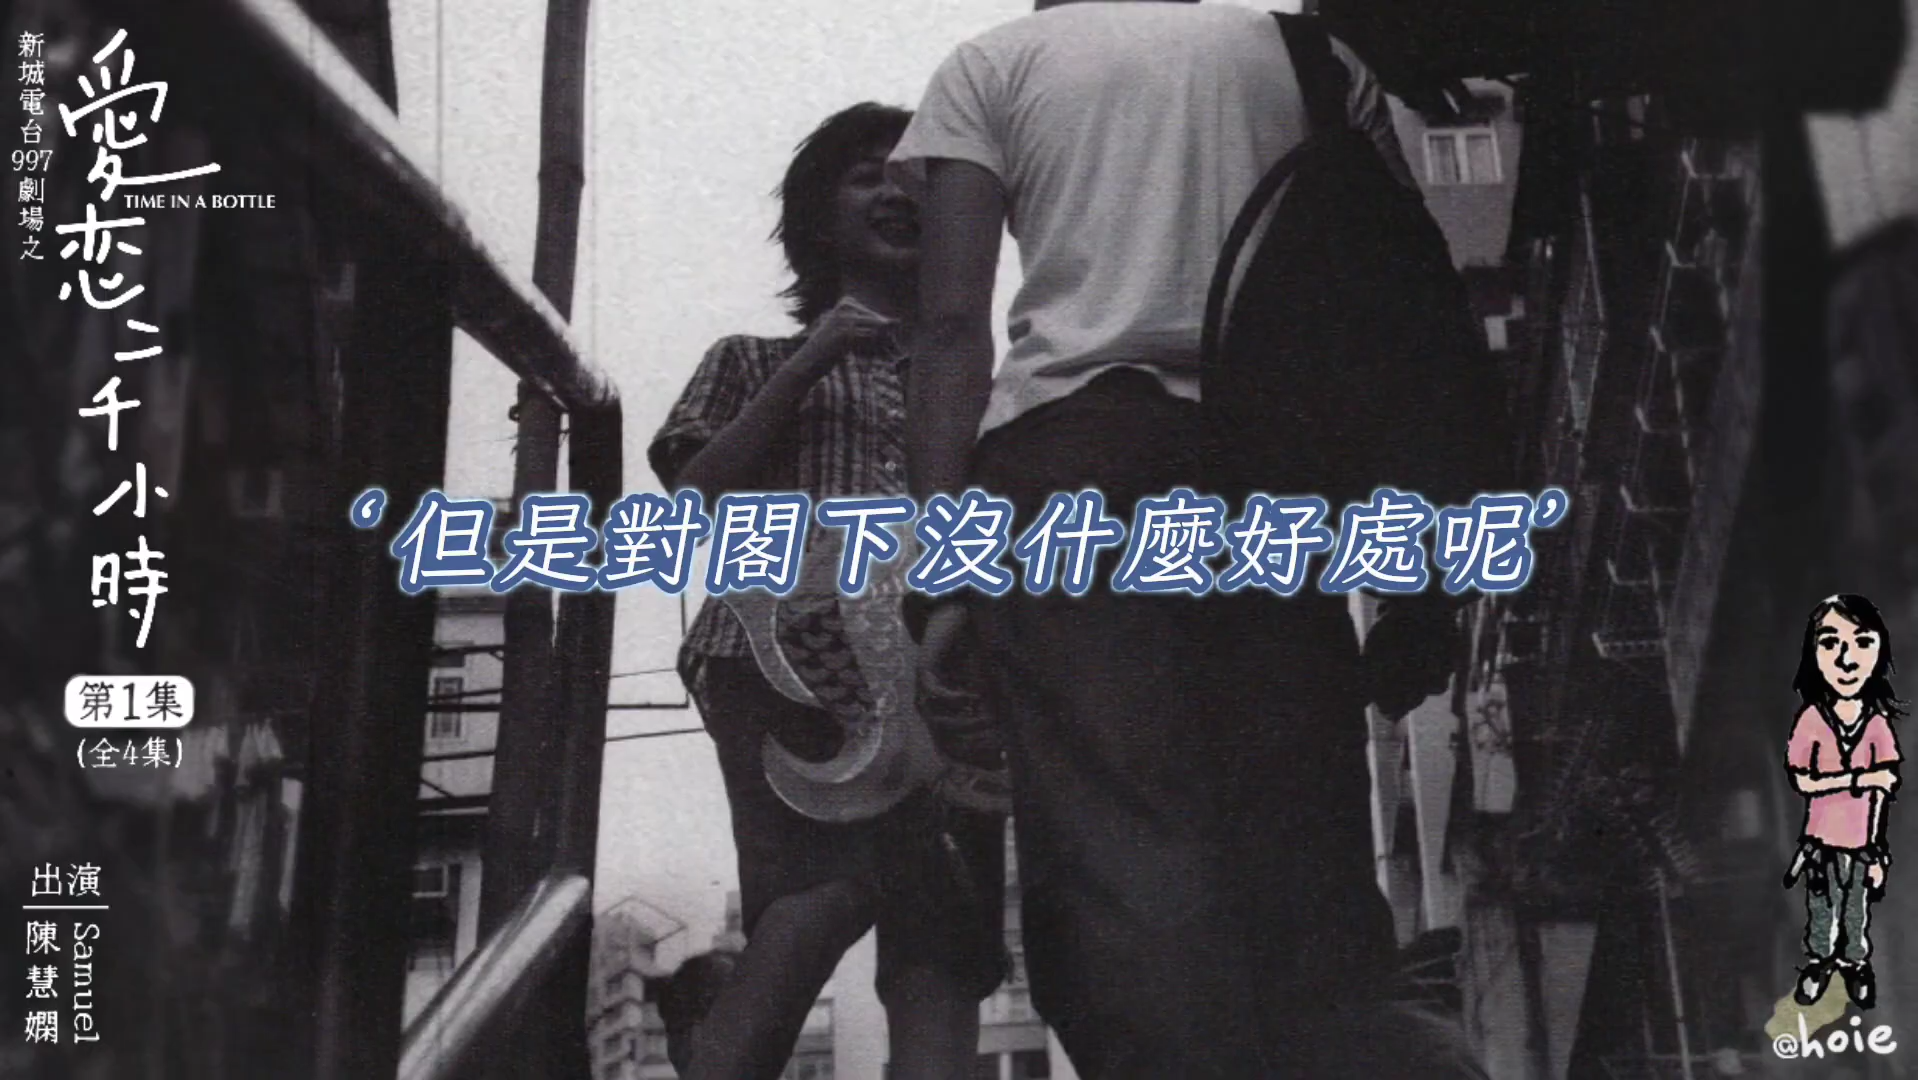 新城電台997劇場之
愛恋二千小時
TIME IN A BOTTLE
第1集
(全4集)
出演
陳慧嫻
Samuel
‘但是對閣下沒什麼好處呢’
@hoie